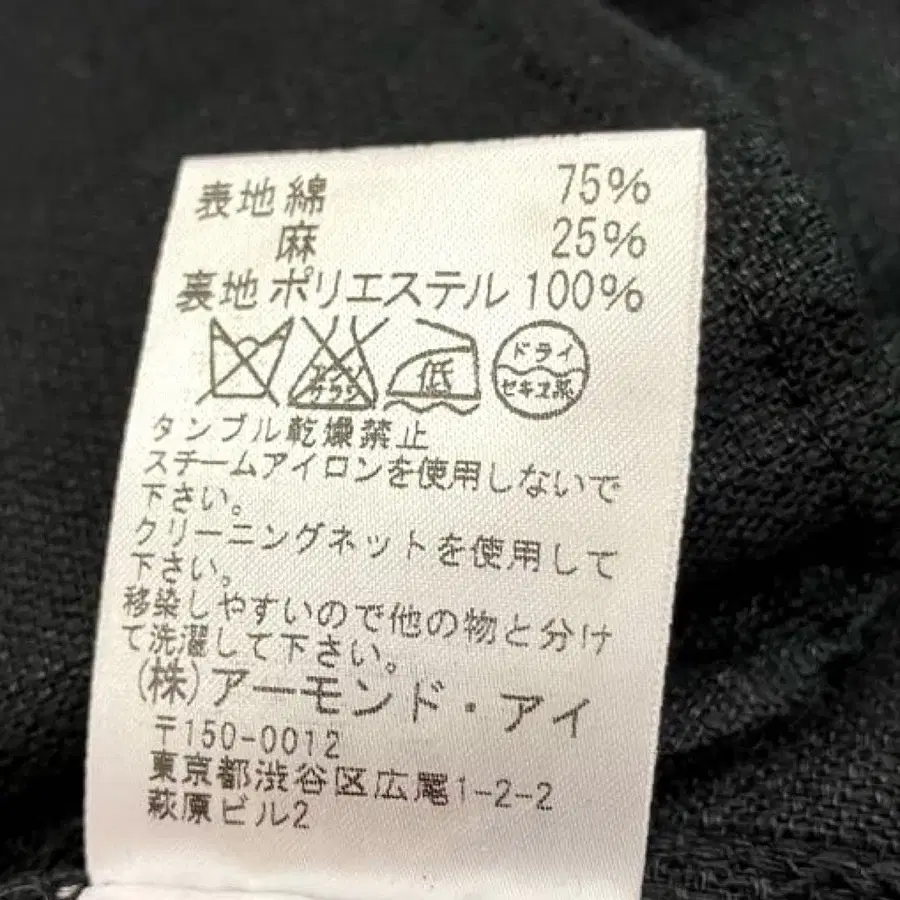 表地 綿 75%
麻 25%
裏地 ポリエステル 100%
エンソ サラシ 低 ドライ セキユ系
タンブル乾燥禁止
スチームアイロンを使用しないで
下さい。
クリーニングネットを使用して
下さい。
移染しやすいので他の物と分け
て洗濯して下さい。
(株)アーモンド・アイ
〒150-0012
東京都渋谷区広尾1-2-2
萩原ビル2